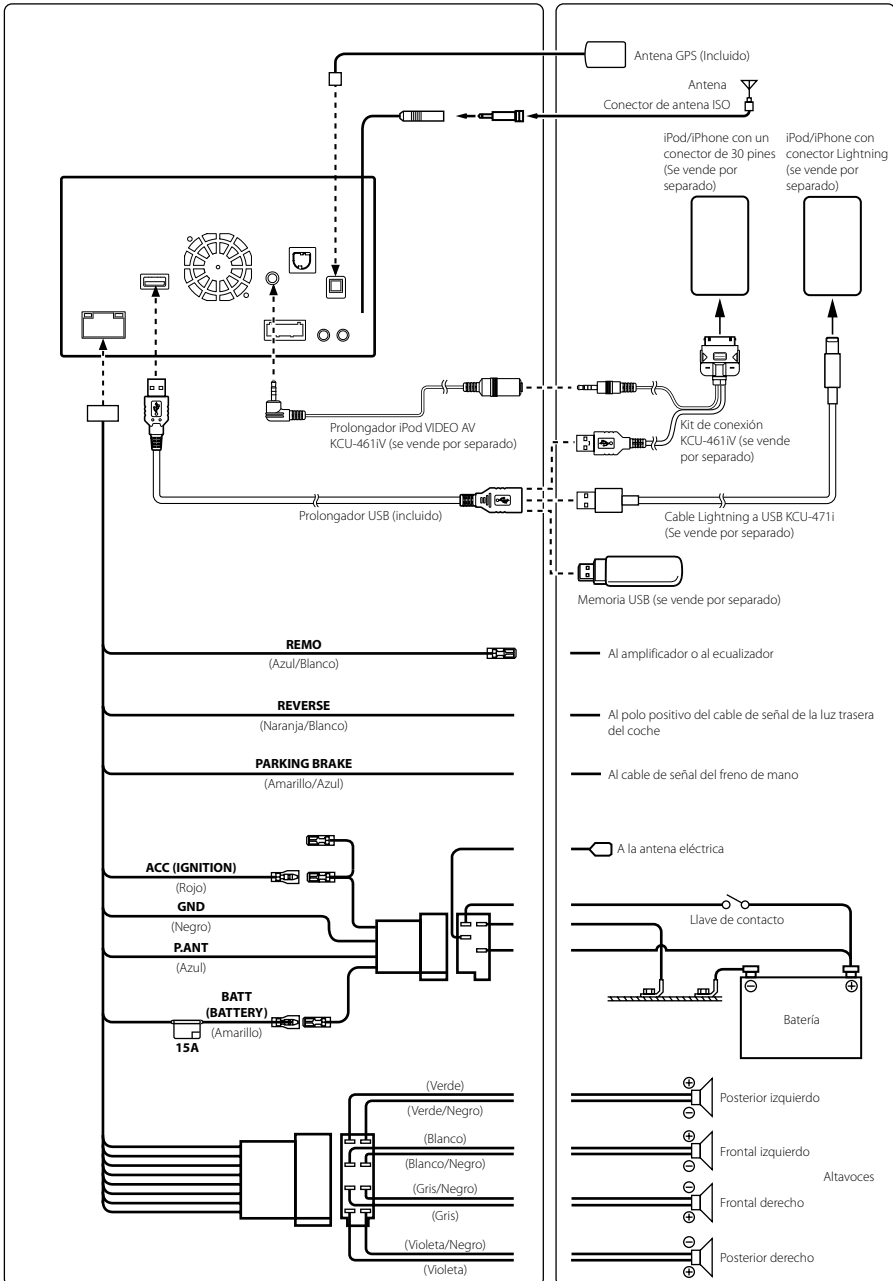 Antena GPS (Incluido)
Antena
Conector de antena ISO
iPod/iPhone con un
conector de 30 pines
(Se vende por
separado)
iPod/iPhone con
conector Lightning
(se vende por
separado)
Prolongador iPod VIDEO AV
KCU-461iV (se vende por separado)
Kit de conexión
KCU-461iV (se vende
por separado)
Prolongador USB (incluido)
Cable Lightning a USB KCU-471i
(Se vende por separado)
Memoria USB (se vende por separado)
REMO
(Azul/Blanco)
Al amplificador o al ecualizador
REVERSE
(Naranja/Blanco)
Al polo positivo del cable de señal de la luz trasera
del coche
PARKING BRAKE
(Amarillo/Azul)
Al cable de señal del freno de mano
A la antena eléctrica
ACC (IGNITION)
(Rojo)
GND
(Negro)
Llave de contacto
P.ANT
(Azul)
BATT
(BATTERY)
(Amarillo)
15A
⊖ ⊕
Batería
(Verde)
(Verde/Negro)
⊕
⊖
Posterior izquierdo
(Blanco)
(Blanco/Negro)
⊕
⊖
Frontal izquierdo
Altavoces
(Gris/Negro)
(Gris)
⊖
⊕
Frontal derecho
(Violeta/Negro)
(Violeta)
⊖
⊕
Posterior derecho